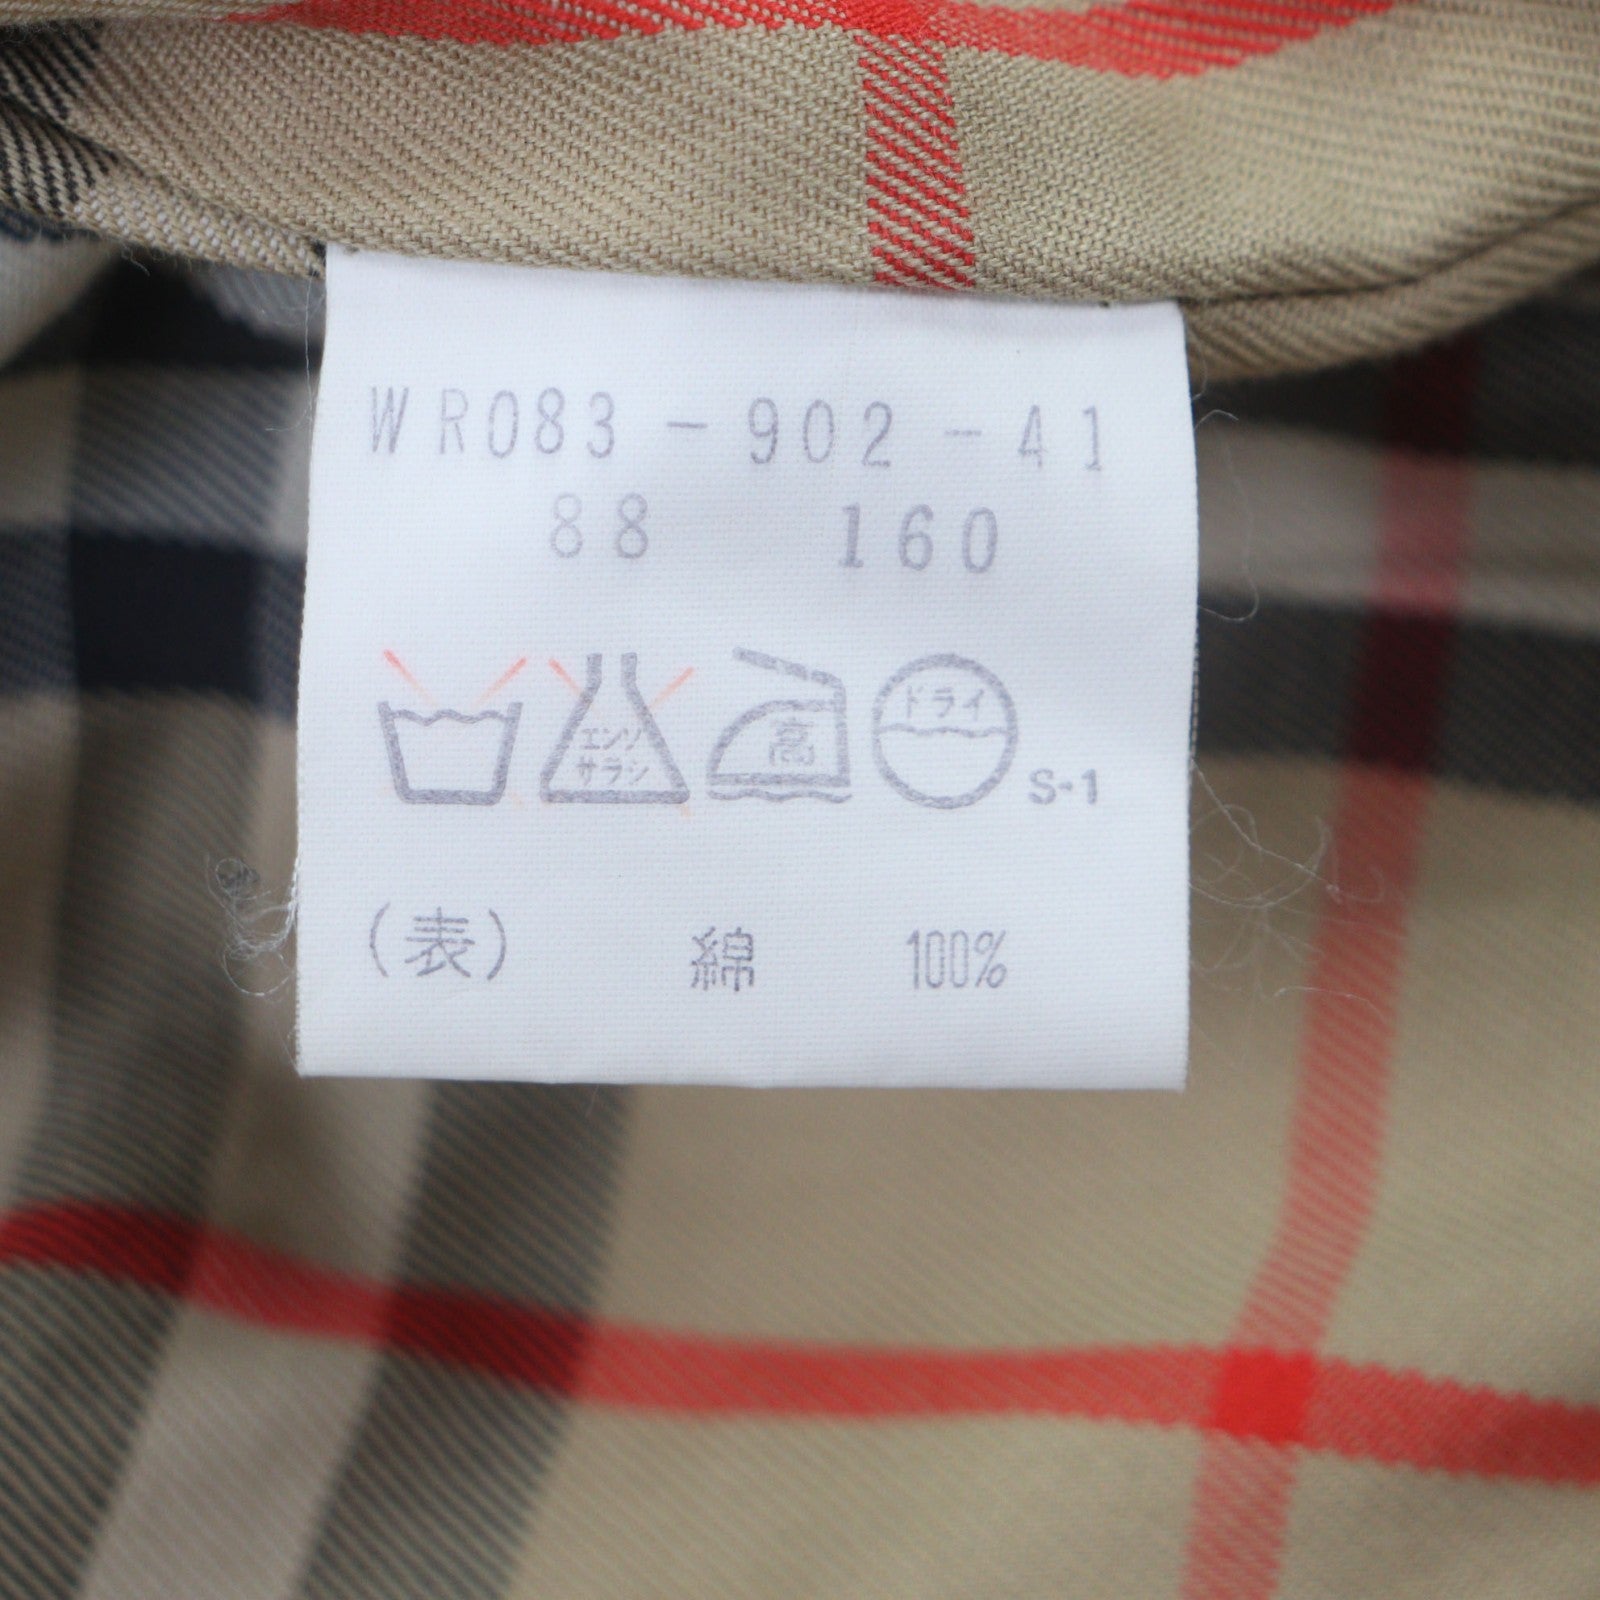 WR083-902-41
88 160
エンソ
サラシ
高
ドライ
S-1
(表) 綿 100%